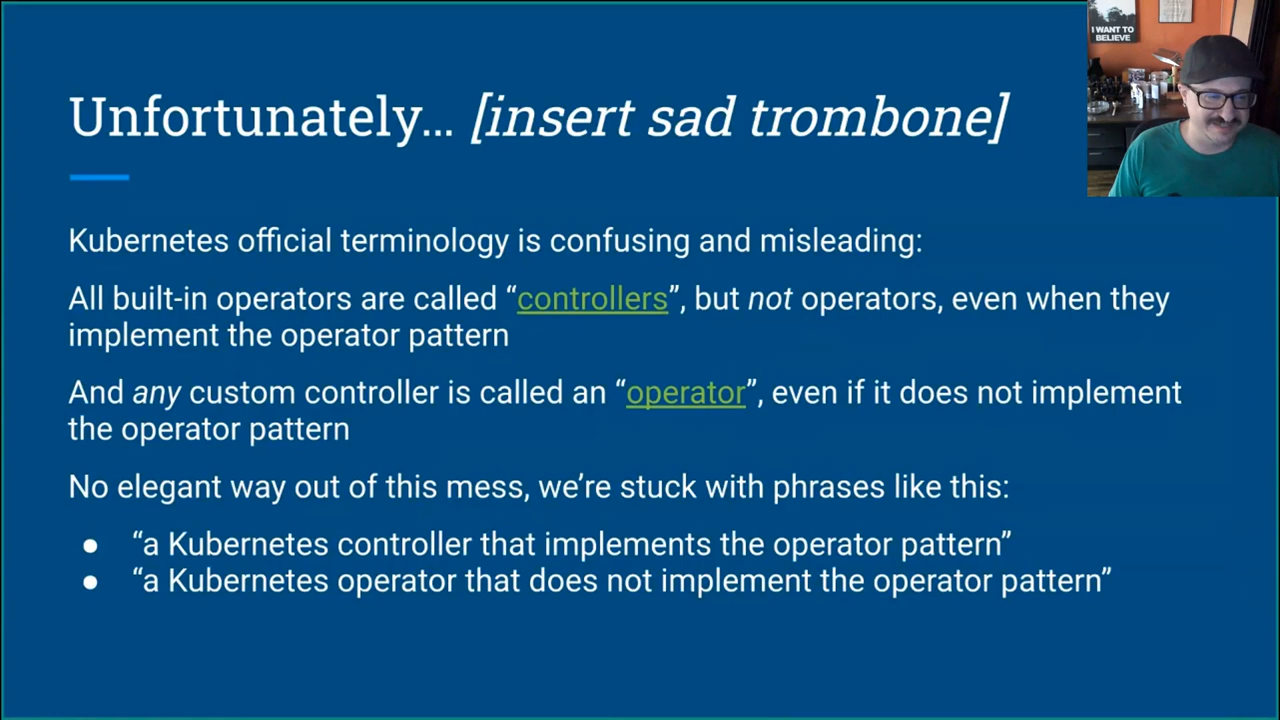 Unfortunately... [insert sad trombone]
I WANT TO
BELIEVE
Kubernetes official terminology is confusing and misleading:
All built-in operators are called “controllers”, but not operators, even when they
implement the operator pattern
And any custom controller is called an “operator”, even if it does not implement
the operator pattern
No elegant way out of this mess, we’re stuck with phrases like this:
● “a Kubernetes controller that implements the operator pattern”
● “a Kubernetes operator that does not implement the operator pattern”